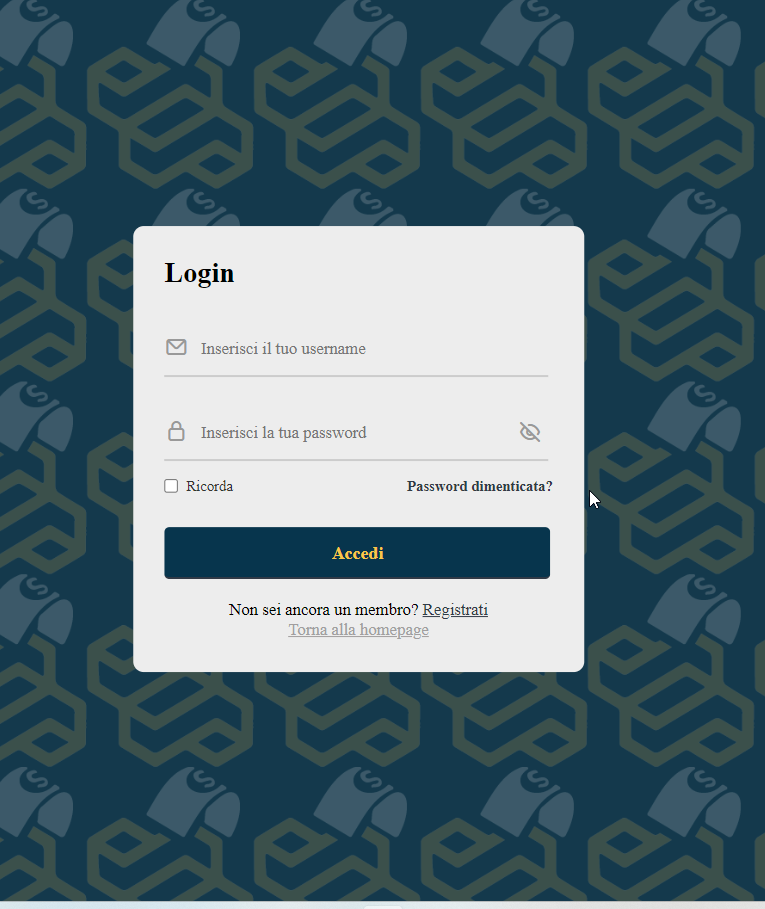 Login
Inserisci il tuo username
Inserisci la tua password
Ricorda
Password dimenticata?
Accedi
Non sei ancora un membro? Registrati
Torna alla homepage